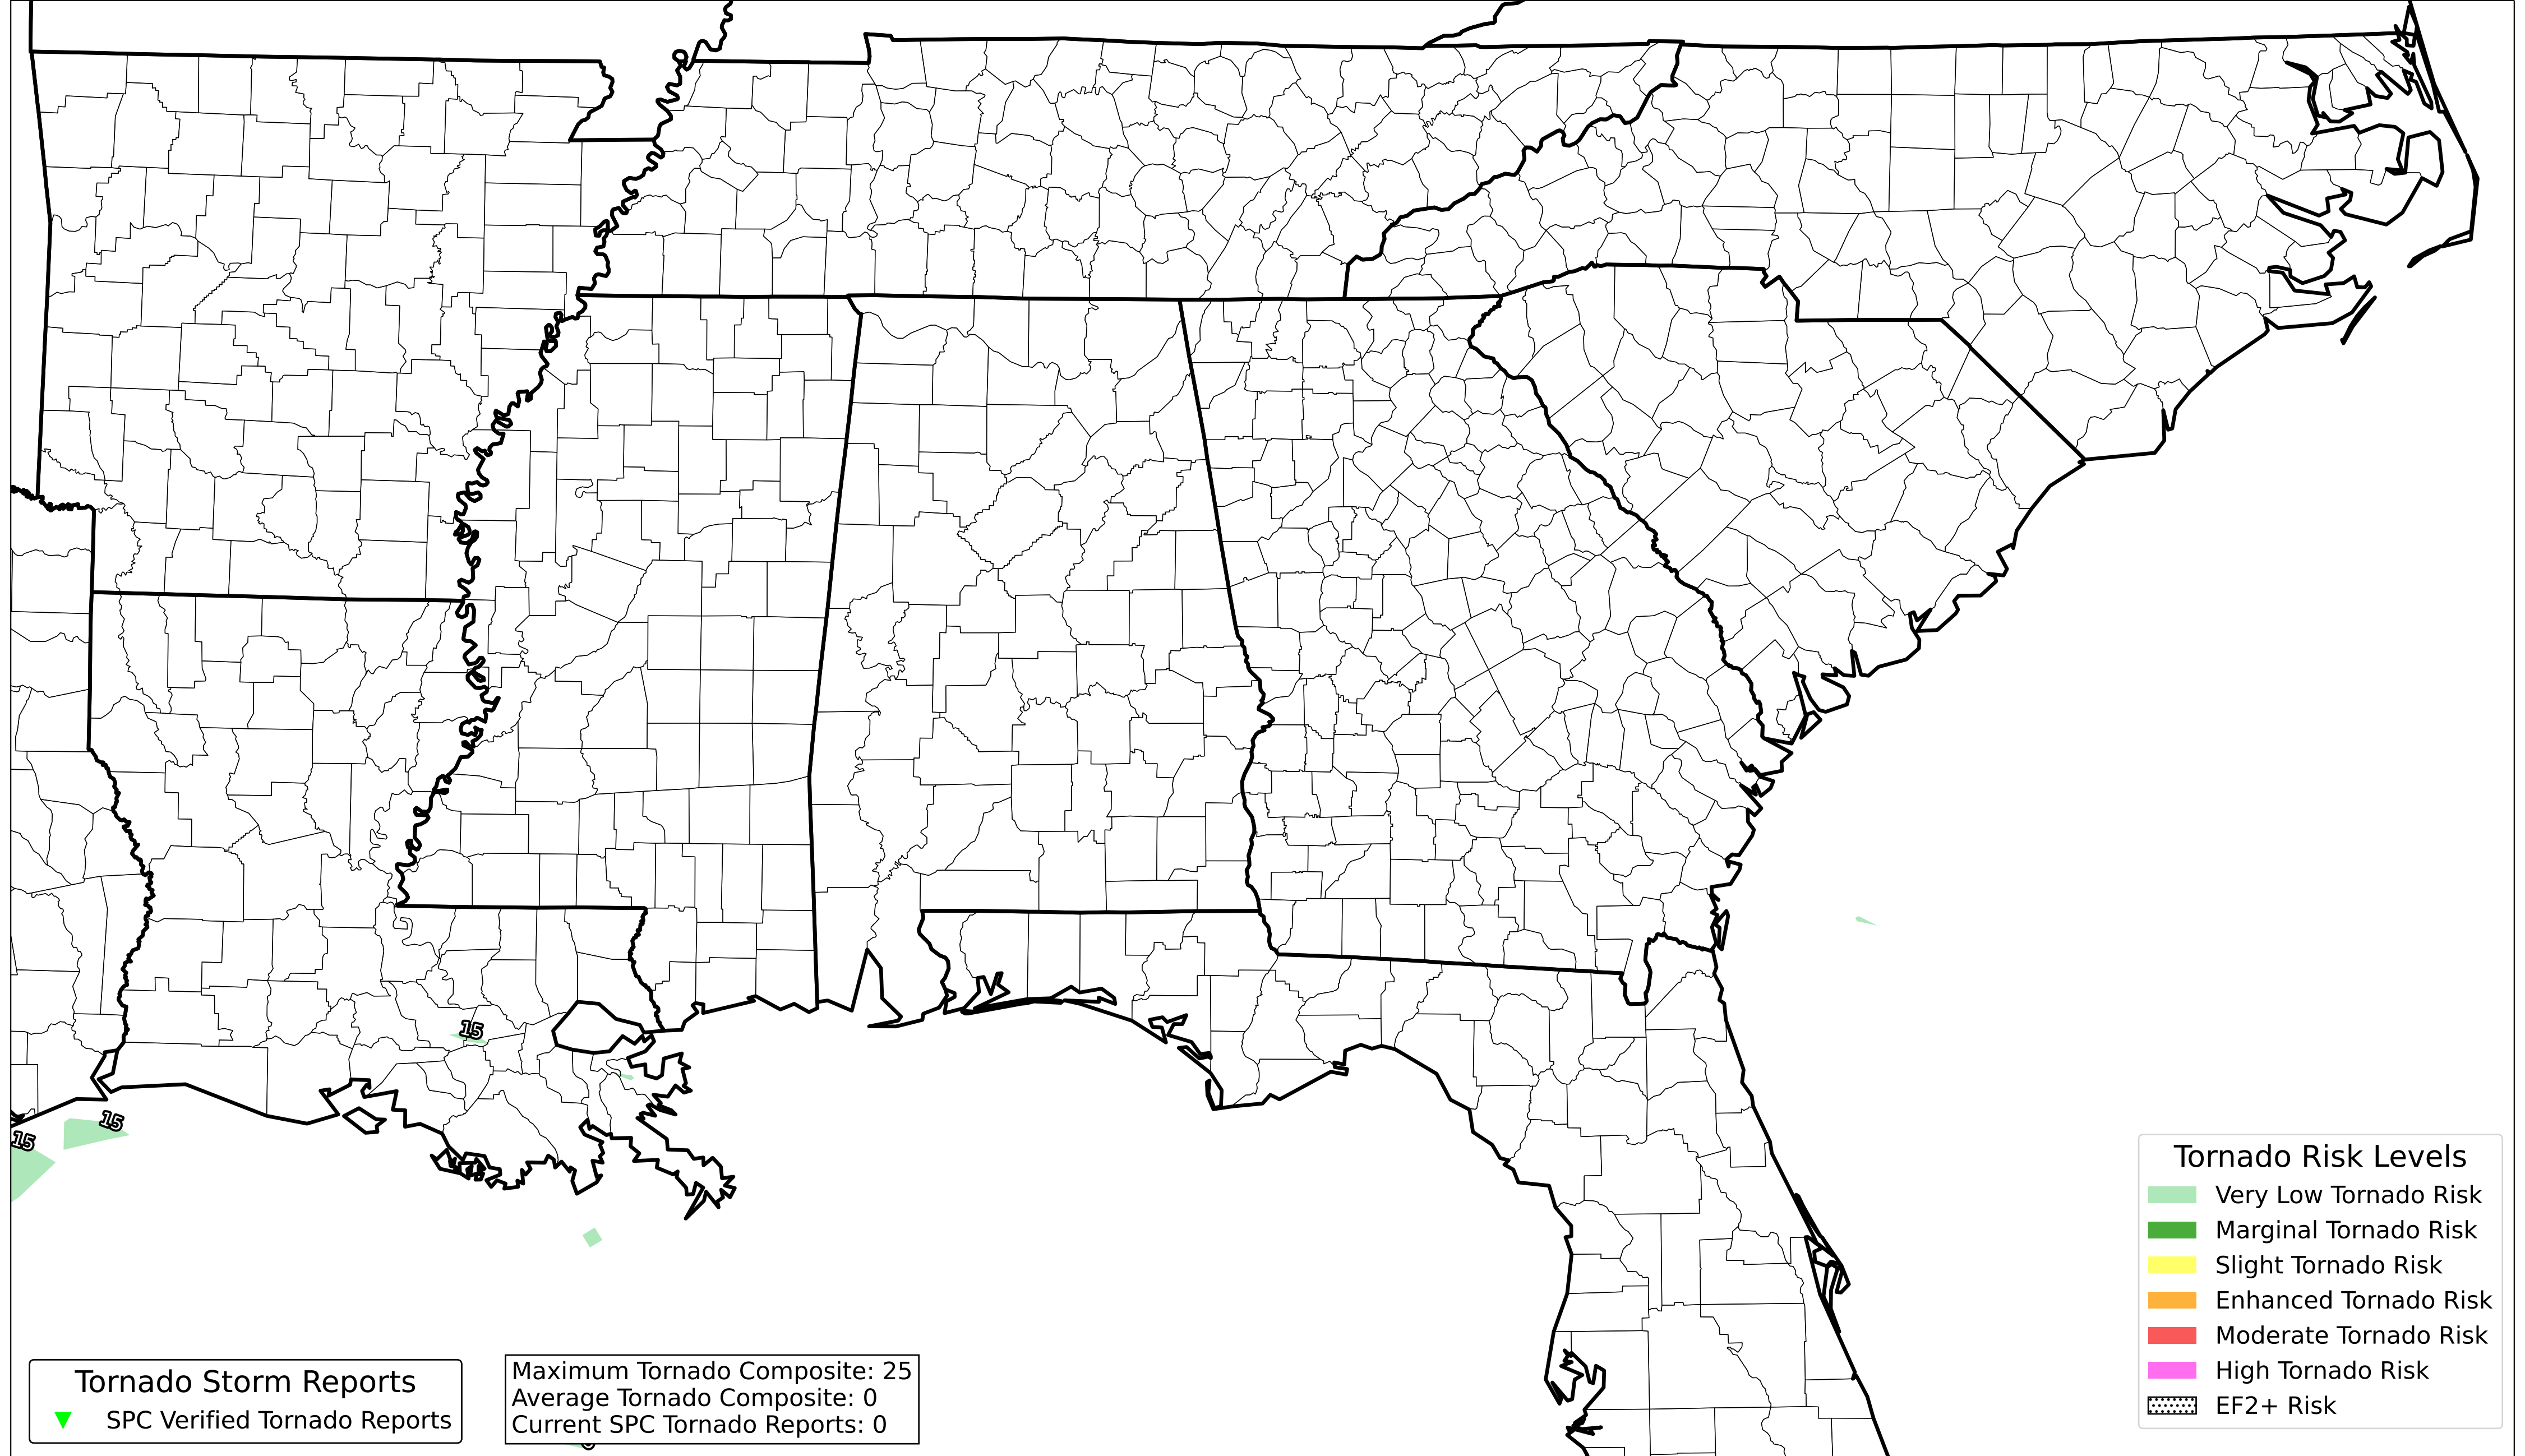 15
15
15
Tornado Risk Levels
Very Low Tornado Risk
Marginal Tornado Risk
Slight Tornado Risk
Enhanced Tornado Risk
Moderate Tornado Risk
High Tornado Risk
EF2+ Risk
Tornado Storm Reports
SPC Verified Tornado Reports
Maximum Tornado Composite: 25
Average Tornado Composite: 0
Current SPC Tornado Reports: 0